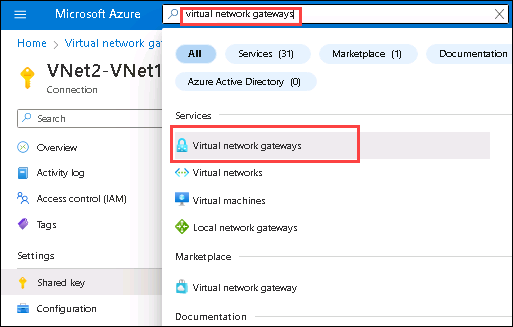 Microsoft Azure
virtual network gateways
Home > Virtual network ga
All
Services (31)
Marketplace (1)
Documentation
Azure Active Directory (0)
VNet2-VNet1
Connection
Search
Overview
Activity log
Access control (IAM)
Tags
Settings
Shared key
Configuration
Services
Virtual network gateways
Virtual networks
Virtual machines
Local network gateways
Marketplace
Virtual network gateway
Documentation